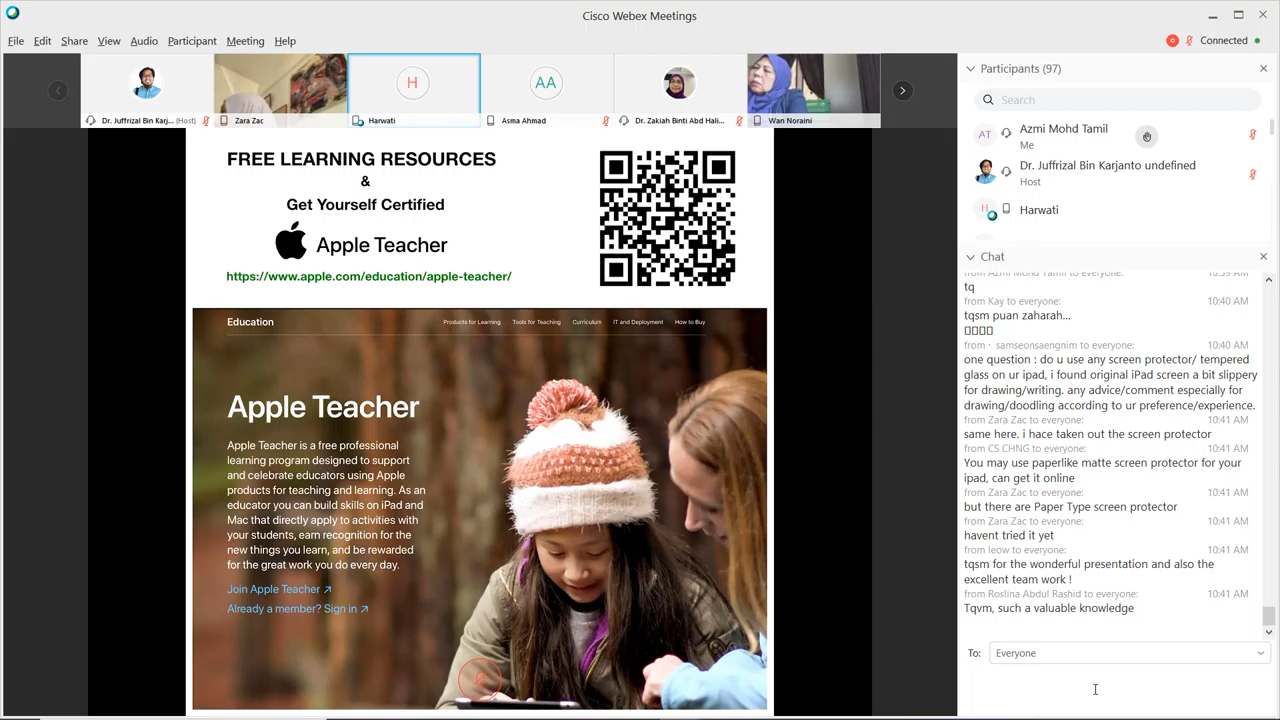 Cisco Webex Meetings
File Edit Share View Audio Participant Meeting Help
Connected
Dr. Juffrizal Bin Karj... (Host)
Zara Zac
H
Harwati
AA
Asma Ahmad
Dr. Zakiah Binti Abd Hali...
Wan Noraini
FREE LEARNING RESOURCES
&
Get Yourself Certified
Apple Teacher
https://www.apple.com/education/apple-teacher/
Education
Products for Learning Tools for Teaching Curriculum IT and Deployment How to Buy
Apple Teacher
Apple Teacher is a free professional
learning program designed to support
and celebrate educators using Apple
products for teaching and learning. As an
educator you can build skills on iPad and
Mac that directly apply to activities with
your students, earn recognition for the
new things you learn, and be rewarded
for the great work you do every day.
Join Apple Teacher ↗
Already a member? Sign in ↗
Participants (97)
Search
AT
Azmi Mohd Tamil
Me
Dr. Juffrizal Bin Karjanto undefined
Host
H
Harwati
Chat
from Azmi Mohd Tamil to everyone: 10:39 AM
tq
from Kay to everyone: 10:40 AM
tqsm puan zaharah...
from · samseonsaengnim to everyone: 10:40 AM
one question : do u use any screen protector/ tempered
glass on ur ipad, i found original iPad screen a bit slippery
for drawing/writing. any advice/comment especially for
drawing/doodling according to ur preference/experience.
from Zara Zac to everyone: 10:41 AM
same here. i hace taken out the screen protector
from CS CHNG to everyone: 10:41 AM
You may use paperlike matte screen protector for your
ipad, can get it online
from Zara Zac to everyone: 10:41 AM
but there are Paper Type screen protector
from Zara Zac to everyone: 10:41 AM
havent tried it yet
from leow to everyone: 10:41 AM
tqsm for the wonderful presentation and also the
excellent team work !
from Roslina Abdul Rashid to everyone: 10:41 AM
Tqvm, such a valuable knowledge
To: Everyone